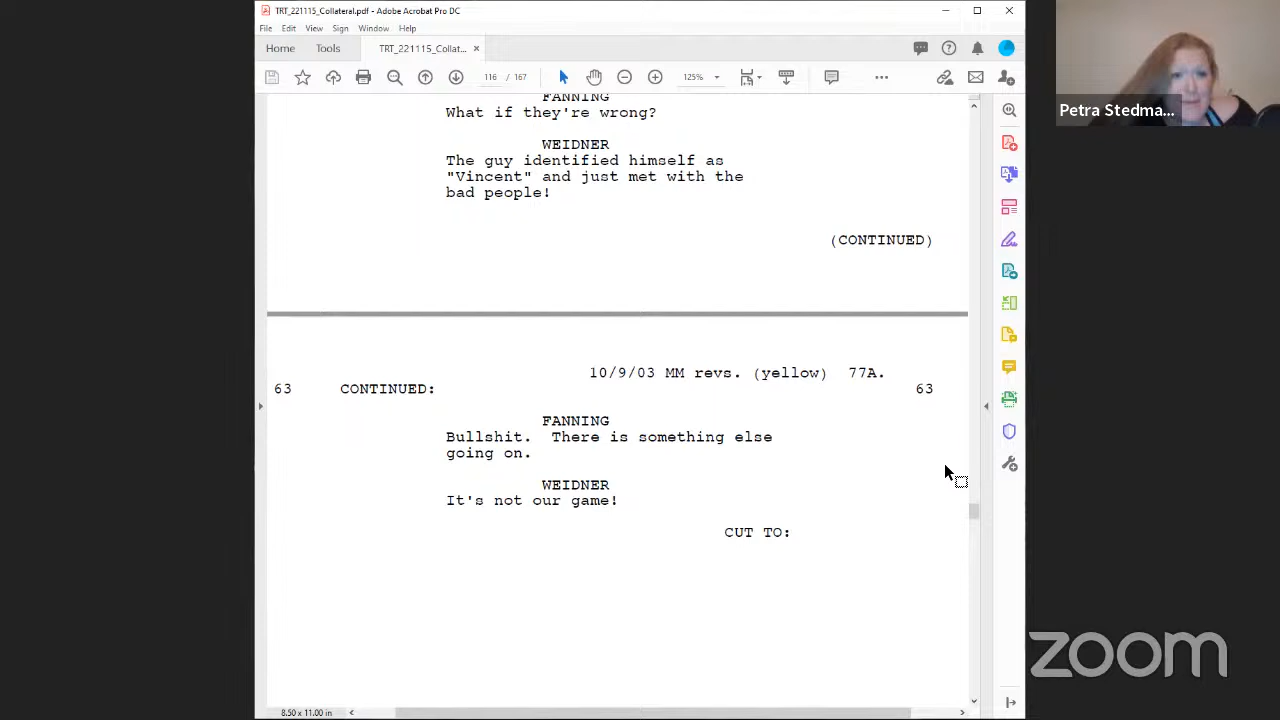 TRT_221115_Collateral.pdf - Adobe Acrobat Pro DC
File Edit View Sign Window Help
Home Tools TRT_221115_Collat... ×
116 / 167 125%
Petra Stedma...
FANNING
What if they're wrong?
WEIDNER
The guy identified himself as
"Vincent" and just met with the
bad people!
(CONTINUED)
10/9/03 MM revs. (yellow) 77A.
63 CONTINUED: 63
FANNING
Bullshit. There is something else
going on.
WEIDNER
It's not our game!
CUT TO:
zoom
8.50 x 11.00 in